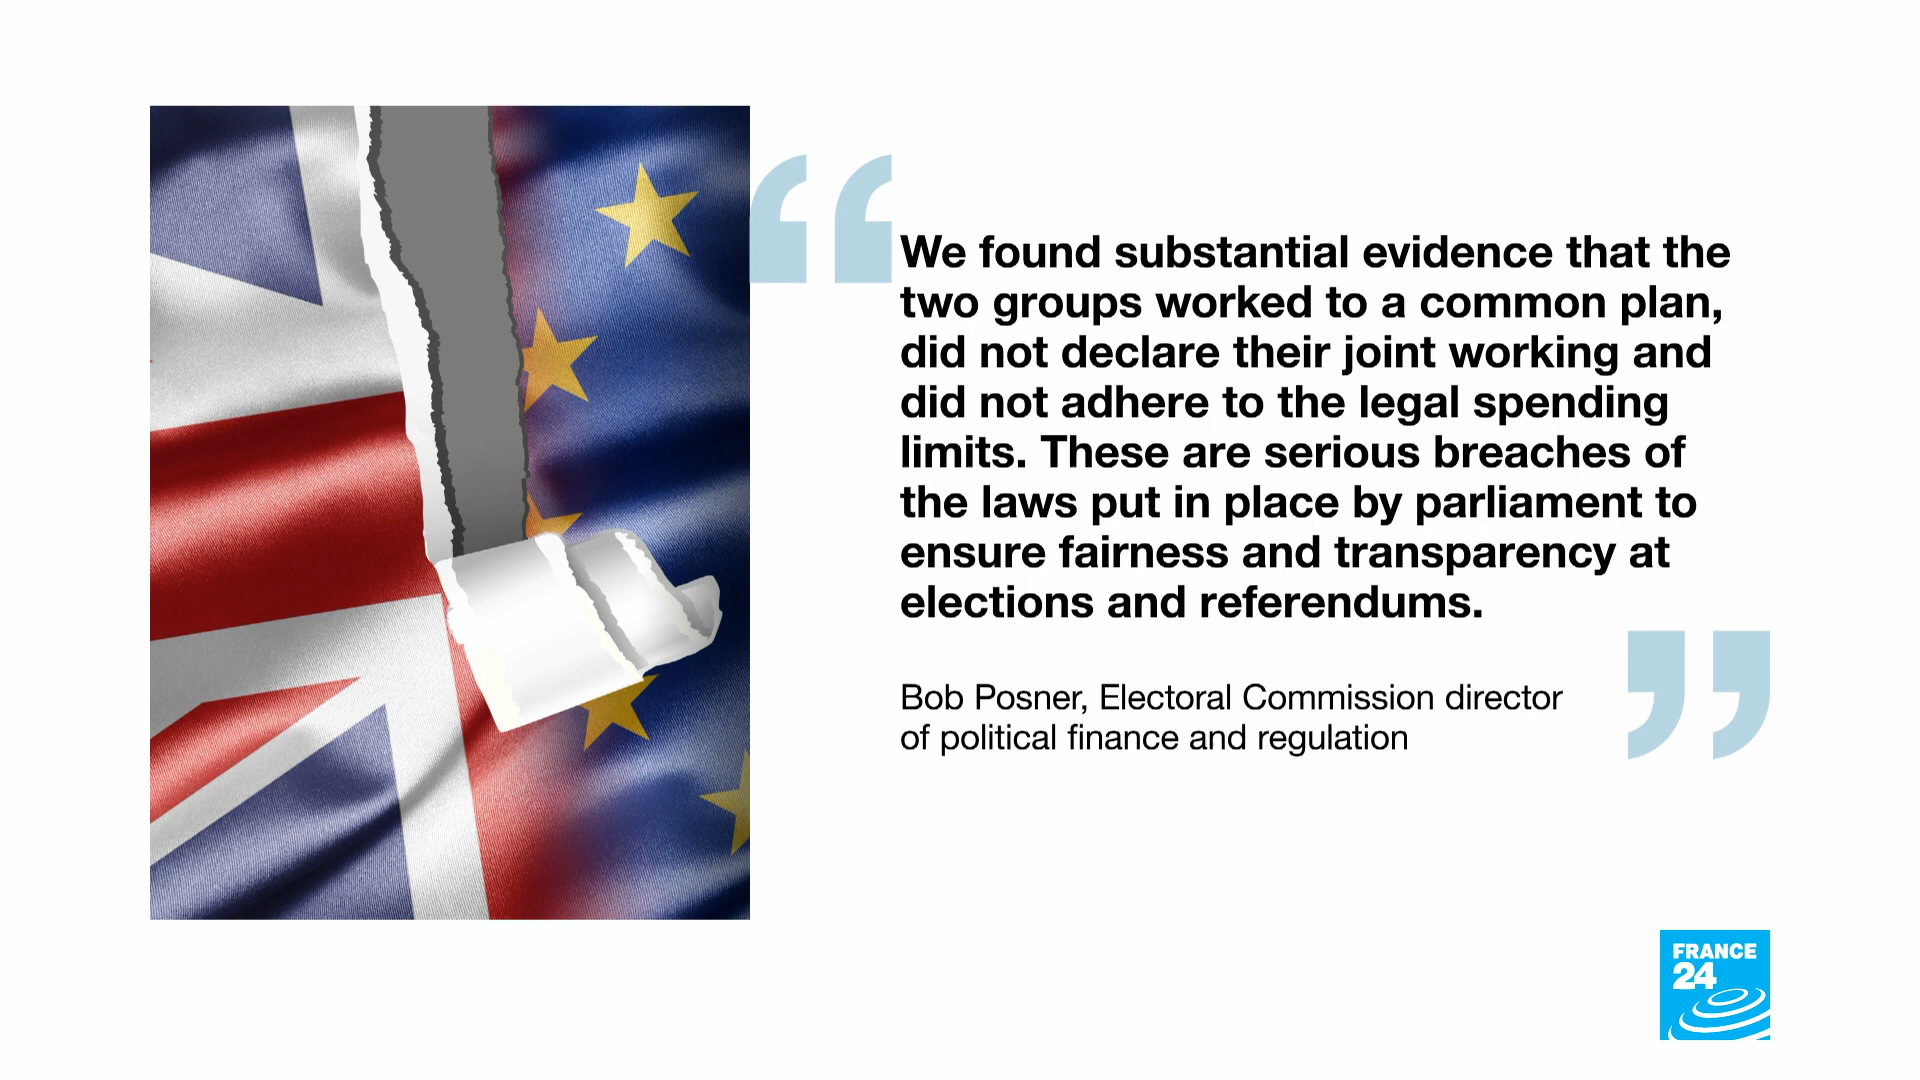 We found substantial evidence that the
two groups worked to a common plan,
did not declare their joint working and
did not adhere to the legal spending
limits. These are serious breaches of
the laws put in place by parliament to
ensure fairness and transparency at
elections and referendums.
Bob Posner, Electoral Commission director
of political finance and regulation
FRANCE
24